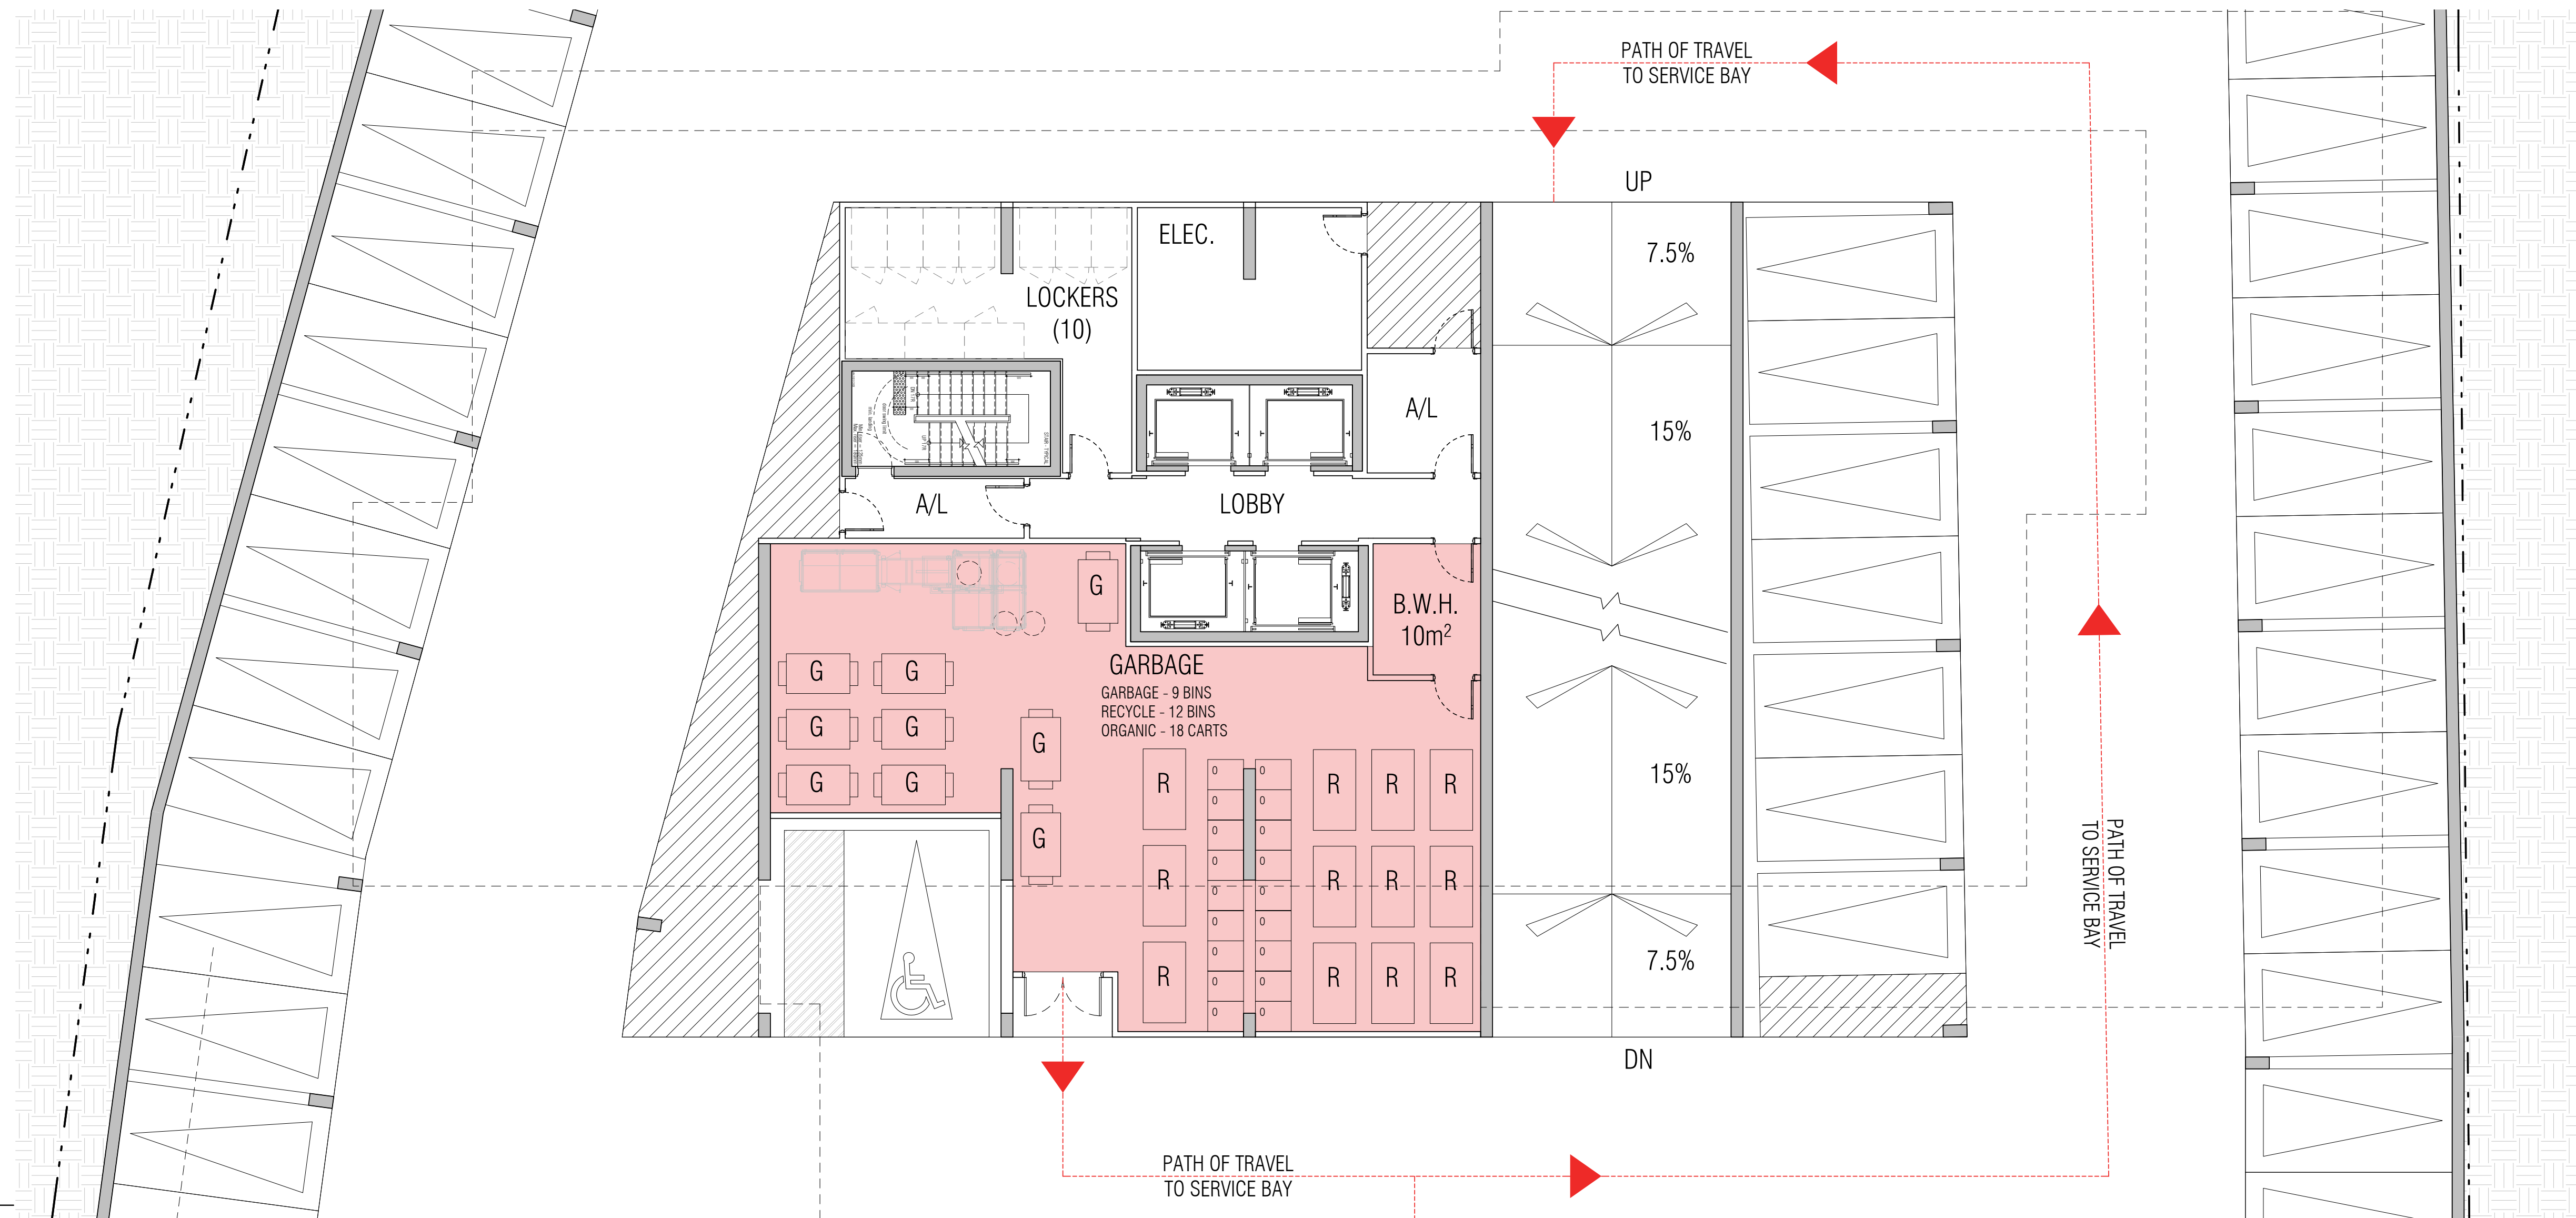 PATH OF TRAVEL
TO SERVICE BAY
UP
ELEC.
7.5%
LOCKERS
(10)
A/L
15%
A/L
LOBBY
G
B.W.H.
10m²
GARBAGE
GARBAGE - 9 BINS
RECYCLE - 12 BINS
ORGANIC - 18 CARTS
G G
G G
G G
G
G
15%
R O O R R R
O O
O O
R O O R R R
O O
O O
O O
R O O R R R
O O
7.5%
PATH OF TRAVEL
TO SERVICE BAY
DN
PATH OF TRAVEL
TO SERVICE BAY